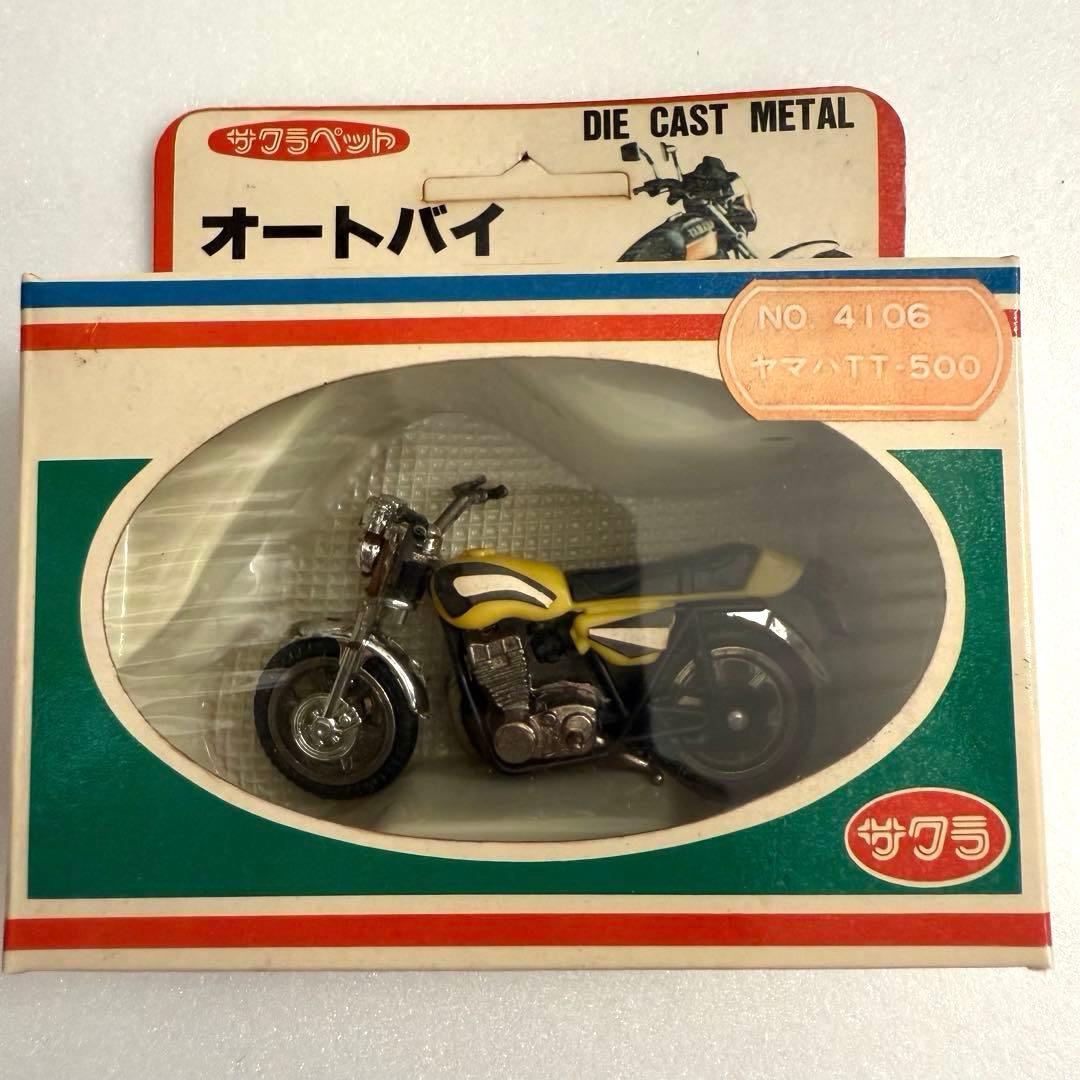 サクラペット
DIE CAST METAL
オートバイ
YAMAHA
NO 4106
ヤマハTT-500
サクラ